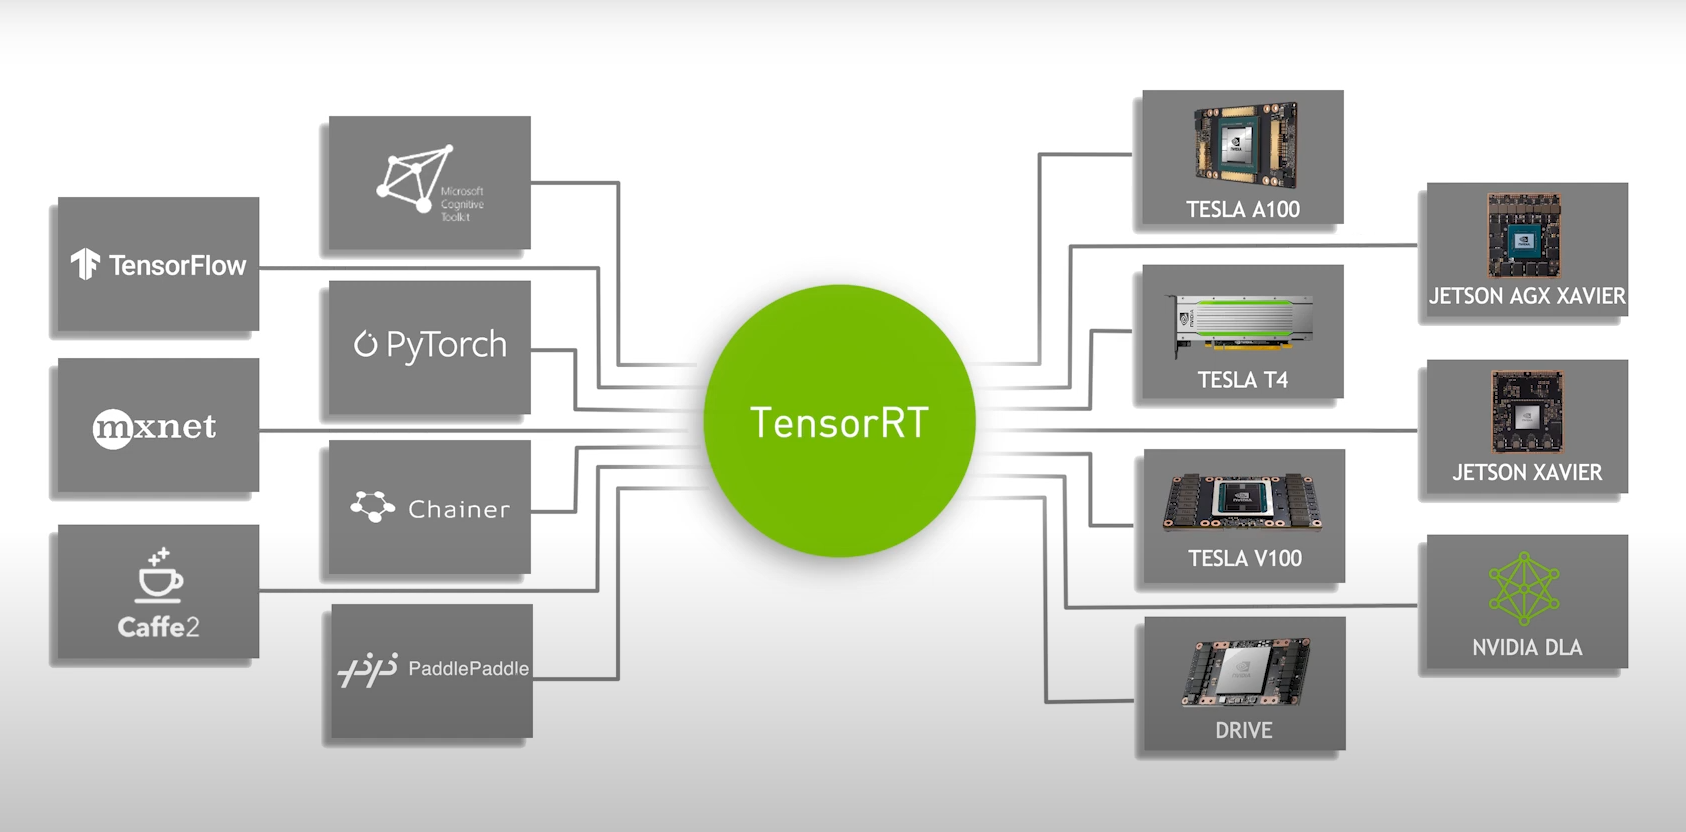 Microsoft
Cognitive
Toolkit
TensorFlow
PyTorch
mxnet
Chainer
Caffe2
PaddlePaddle
TensorRT
TESLA A100
JETSON AGX XAVIER
TESLA T4
JETSON XAVIER
TESLA V100
NVIDIA DLA
DRIVE